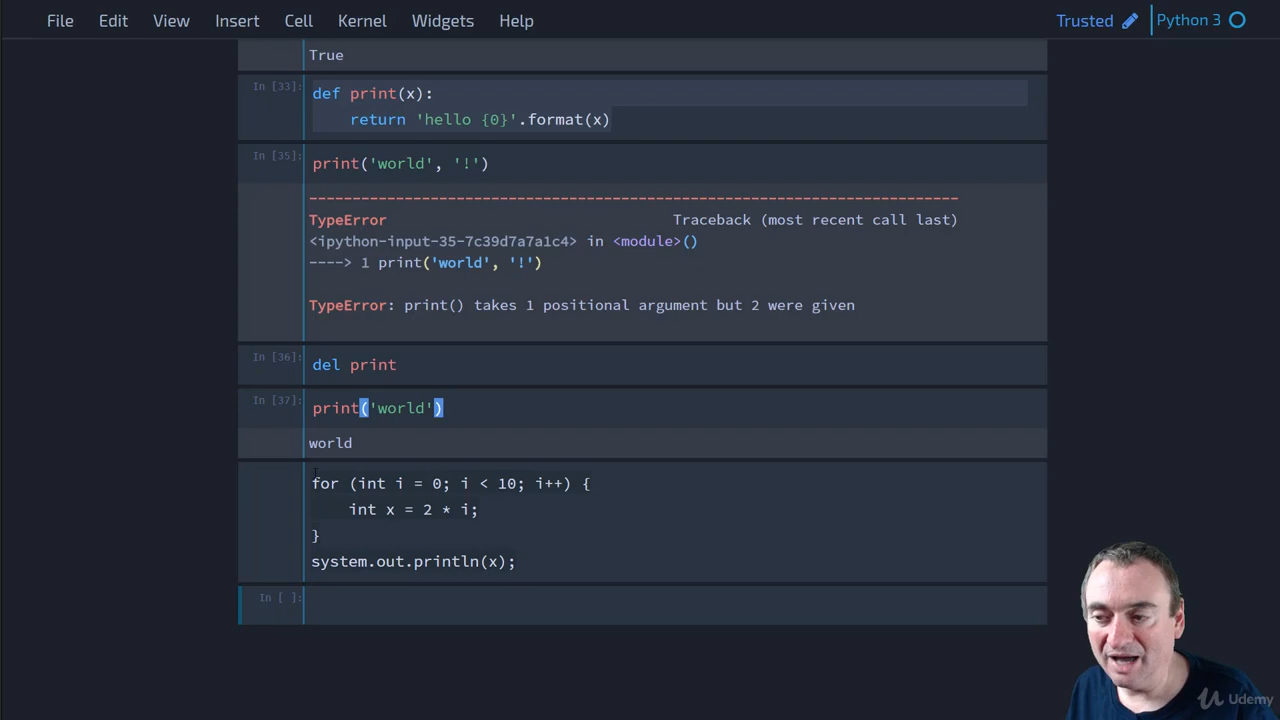 File Edit View Insert Cell Kernel Widgets Help Trusted Python 3
True
In [33]: def print(x):
return 'hello {0}'.format(x)
In [35]: print('world', '!')
---------------------------------------------------------------------------
TypeError Traceback (most recent call last)
<ipython-input-35-7c39d7a7a1c4> in <module>()
----> 1 print('world', '!')
TypeError: print() takes 1 positional argument but 2 were given
In [36]: del print
In [37]: print('world')
world
for (int i = 0; i < 10; i++) {
int x = 2 * i;
}
system.out.println(x);
In [ ]:
Udemy